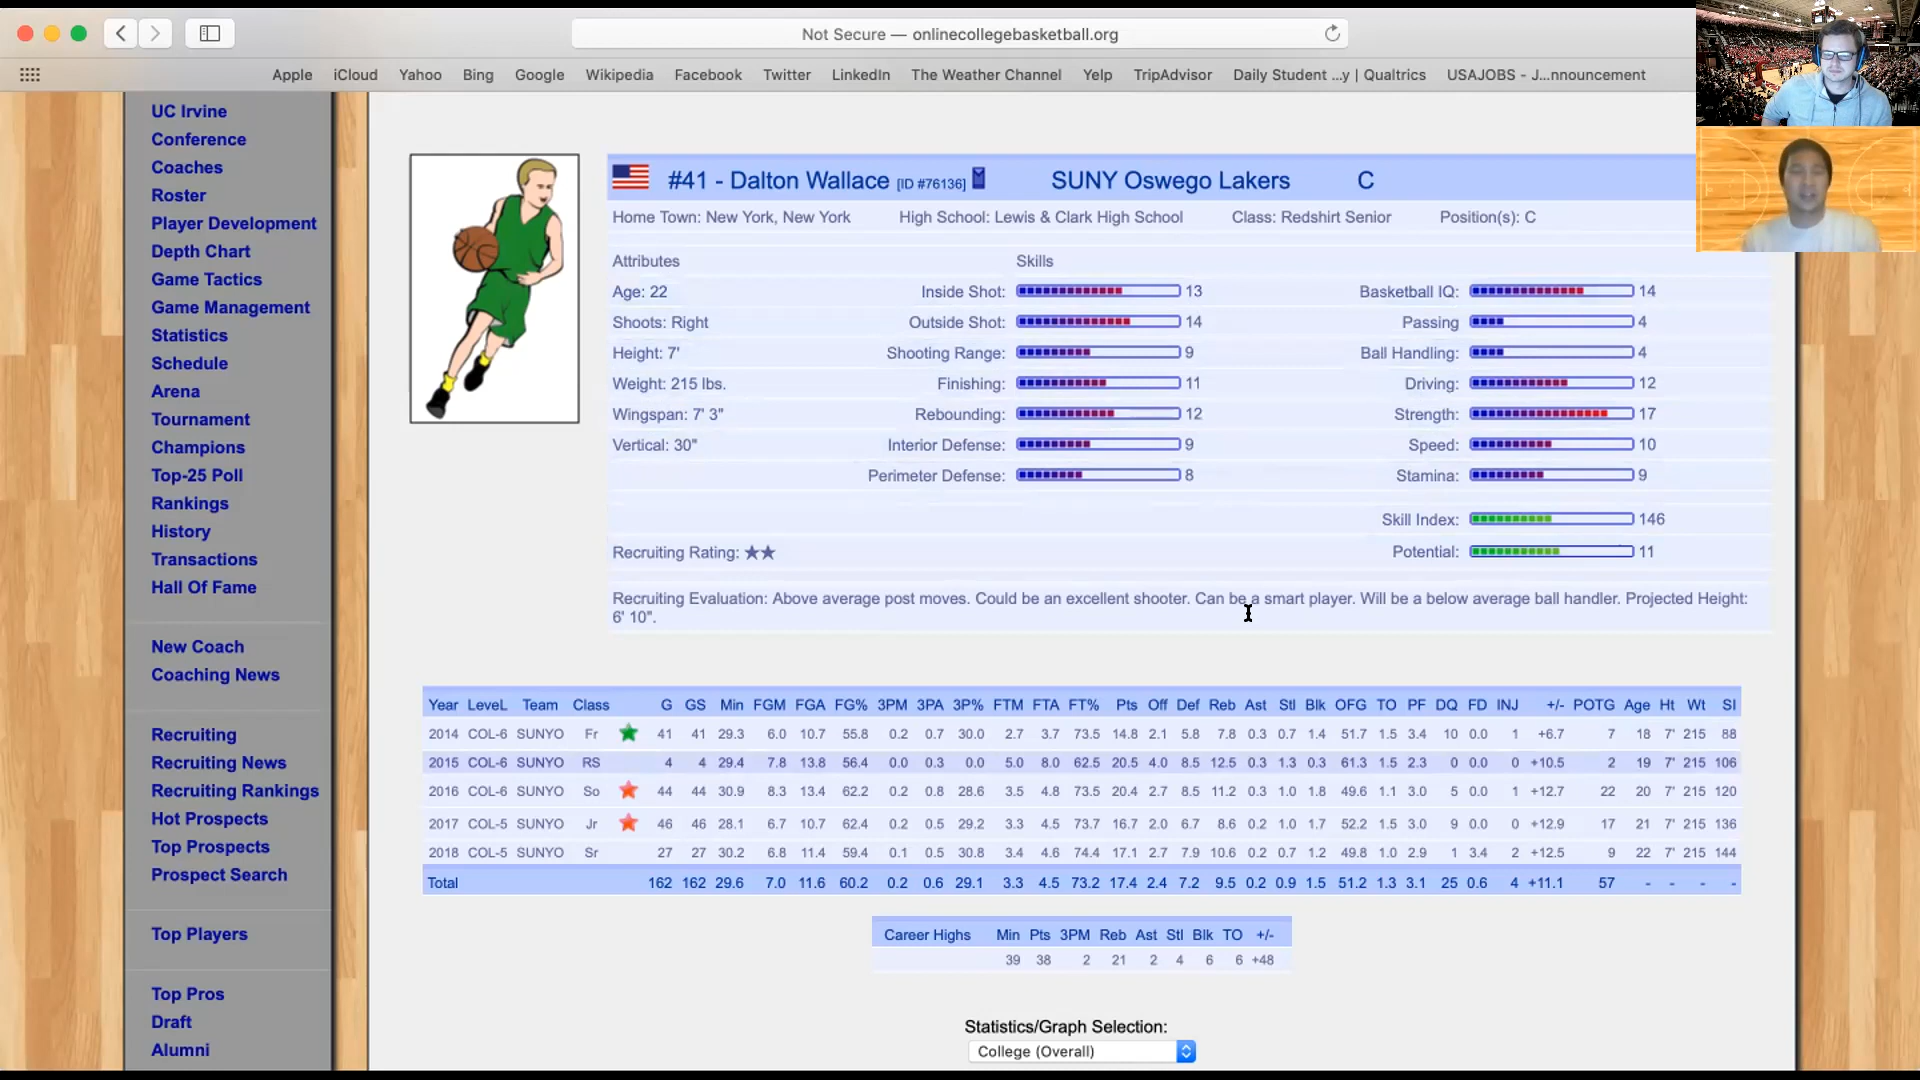 Not Secure — onlinecollegebasketball.org
Apple iCloud Yahoo Bing Google Wikipedia Facebook Twitter LinkedIn The Weather Channel Yelp TripAdvisor Daily Student ...y | Qualtrics USAJOBS - J...nnouncement
UC Irvine
Conference
Coaches
Roster
Player Development
Depth Chart
Game Tactics
Game Management
Statistics
Schedule
Arena
Tournament
Champions
Top-25 Poll
Rankings
History
Transactions
Hall Of Fame
New Coach
Coaching News
Recruiting
Recruiting News
Recruiting Rankings
Hot Prospects
Top Prospects
Prospect Search
Top Players
Top Pros
Draft
Alumni
#41 - Dalton Wallace [ID #76136] SUNY Oswego Lakers C
Home Town: New York, New York High School: Lewis & Clark High School Class: Redshirt Senior Position(s): C
Attributes Skills
Age: 22 Inside Shot: 13 Basketball IQ: 14
Shoots: Right Outside Shot: 14 Passing 4
Height: 7' Shooting Range: 9 Ball Handling: 4
Weight: 215 lbs. Finishing: 11 Driving: 12
Wingspan: 7' 3" Rebounding: 12 Strength: 17
Vertical: 30" Interior Defense: 9 Speed: 10
Perimeter Defense: 8 Stamina: 9
Skill Index: 146
Recruiting Rating: ★★ Potential: 11
Recruiting Evaluation: Above average post moves. Could be an excellent shooter. Can be a smart player. Will be a below average ball handler. Projected Height:
6' 10".
Year LeveL Team Class G GS Min FGM FGA FG% 3PM 3PA 3P% FTM FTA FT% Pts Off Def Reb Ast Stl Blk OFG TO PF DQ FD INJ +/- POTG Age Ht Wt SI
2014 COL-6 SUNYO Fr 41 41 29.3 6.0 10.7 55.8 0.2 0.7 30.0 2.7 3.7 73.5 14.8 2.1 5.8 7.8 0.3 0.7 1.4 51.7 1.5 3.4 10 0.0 1 +6.7 7 18 7' 215 88
2015 COL-6 SUNYO RS 4 4 29.4 7.8 13.8 56.4 0.0 0.3 0.0 5.0 8.0 62.5 20.5 4.0 8.5 12.5 0.3 1.3 0.3 61.3 1.5 2.3 0 0.0 0 +10.5 2 19 7' 215 106
2016 COL-6 SUNYO So 44 44 30.9 8.3 13.4 62.2 0.2 0.8 28.6 3.5 4.8 73.5 20.4 2.7 8.5 11.2 0.3 1.0 1.8 49.6 1.1 3.0 5 0.0 1 +12.7 22 20 7' 215 120
2017 COL-5 SUNYO Jr 46 46 28.1 6.7 10.7 62.4 0.2 0.5 29.2 3.3 4.5 73.7 16.7 2.0 6.7 8.6 0.2 1.0 1.7 52.2 1.5 3.0 9 0.0 0 +12.9 17 21 7' 215 136
2018 COL-5 SUNYO Sr 27 27 30.2 6.8 11.4 59.4 0.1 0.5 30.8 3.4 4.6 74.4 17.1 2.7 7.9 10.6 0.2 0.7 1.2 49.8 1.0 2.9 1 3.4 2 +12.5 9 22 7' 215 144
Total 162 162 29.6 7.0 11.6 60.2 0.2 0.6 29.1 3.3 4.5 73.2 17.4 2.4 7.2 9.5 0.2 0.9 1.5 51.2 1.3 3.1 25 0.6 4 +11.1 57 - - - -
Career Highs Min Pts 3PM Reb Ast Stl Blk TO +/-
39 38 2 21 2 4 6 6 +48
Statistics/Graph Selection:
College (Overall)